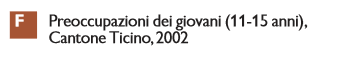 F
Preoccupazioni dei giovani (11-15 anni),
Cantone Ticino, 2002